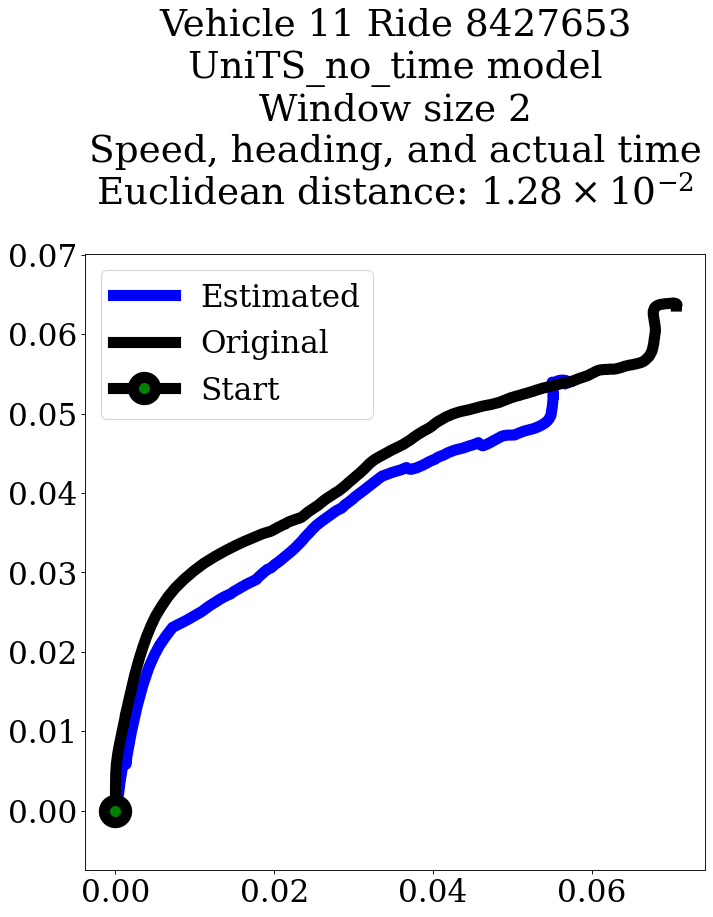 Vehicle 11 Ride 8427653
UniTS_no_time model
Window size 2
Speed, heading, and actual time
Euclidean distance: 1.28 × 10⁻²
0.07
0.06
0.05
0.04
0.03
0.02
0.01
0.00
Estimated
Original
Start
0.00 0.02 0.04 0.06